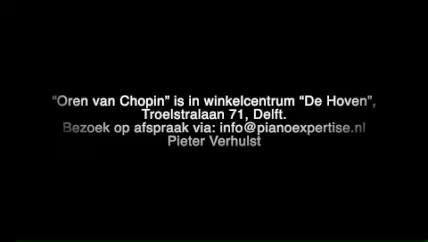 “Oren van Chopin” is in winkelcentrum “De Hoven”,
Troelstralaan 71, Delft.
Bezoek op afspraak via: info@pianoexpertise.nl
Pieter Verhulst